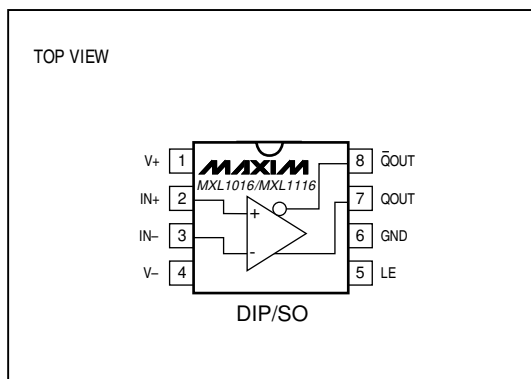 TOP VIEW
V+ 1 MAXIM 8 Q̅OUT
MXL1016/MXL1116
IN+ 2 + 7 QOUT
IN– 3 - 6 GND
V– 4 5 LE
DIP/SO